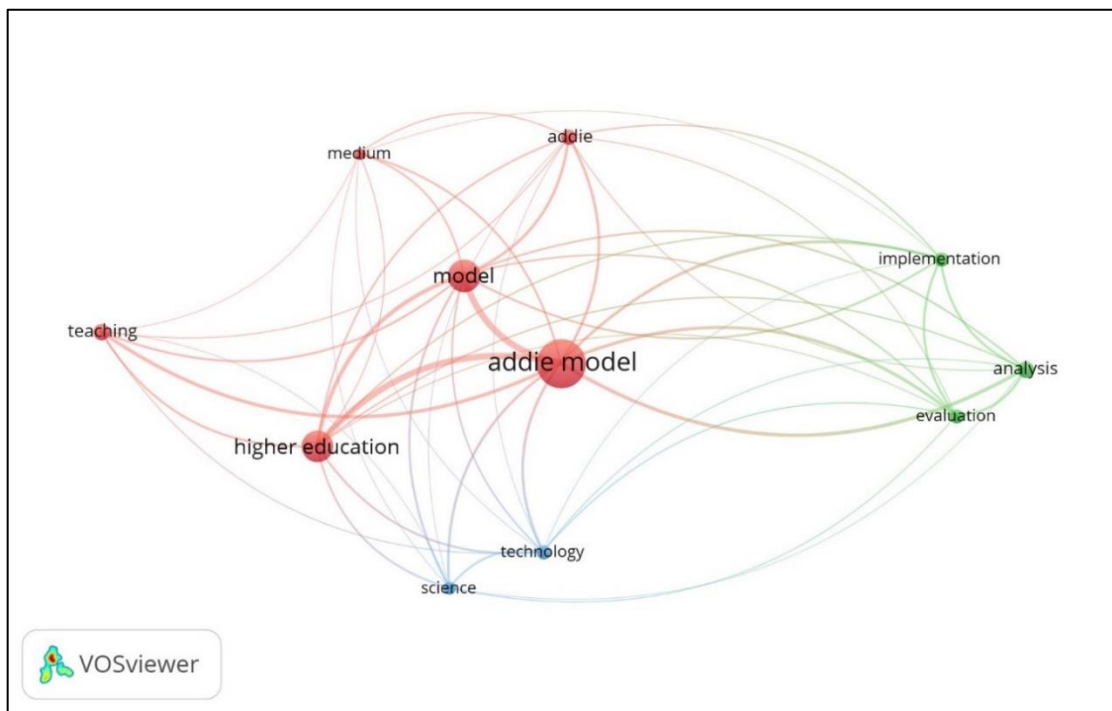 addie
medium
implementation
model
teaching
addie model
analysis
evaluation
higher education
technology
science
VOSviewer